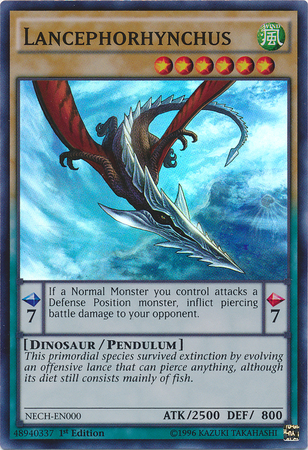 LANCEPHORHYNCHUS
WIND
風
If a Normal Monster you control attacks a
Defense Position monster, inflict piercing
battle damage to your opponent.
7
7
[DINOSAUR / PENDULUM]
This primordial species survived extinction by evolving
an offensive lance that can pierce anything, although
its diet still consists mainly of fish.
NECH-EN000
ATK/2500 DEF/ 800
48940337 1st Edition
©1996 KAZUKI TAKAHASHI